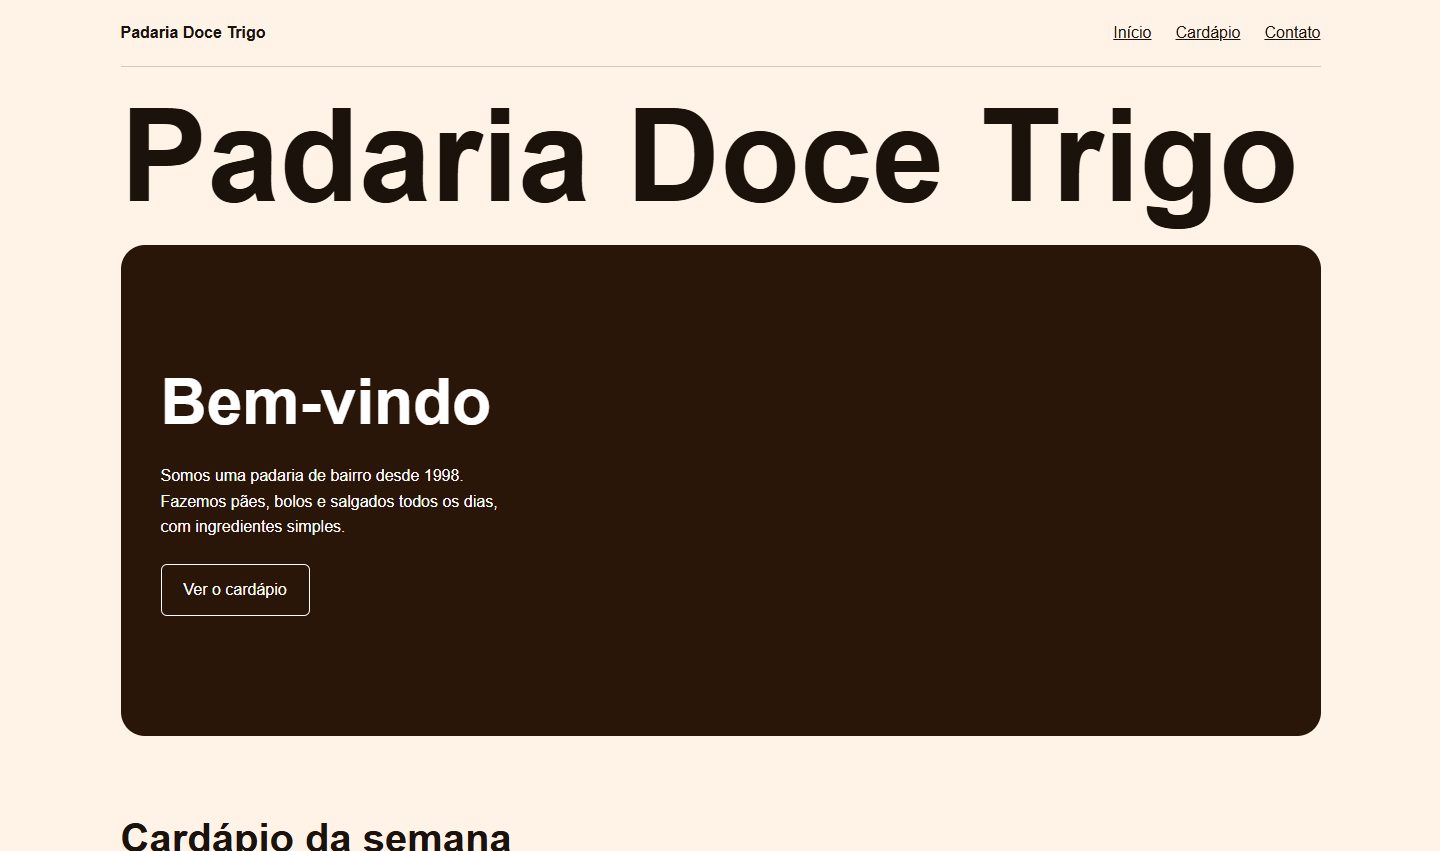 Padaria Doce Trigo
Início Cardápio Contato
Padaria Doce Trigo
Bem-vindo
Somos uma padaria de bairro desde 1998.
Fazemos pães, bolos e salgados todos os dias,
com ingredientes simples.
Ver o cardápio
Cardápio da semana